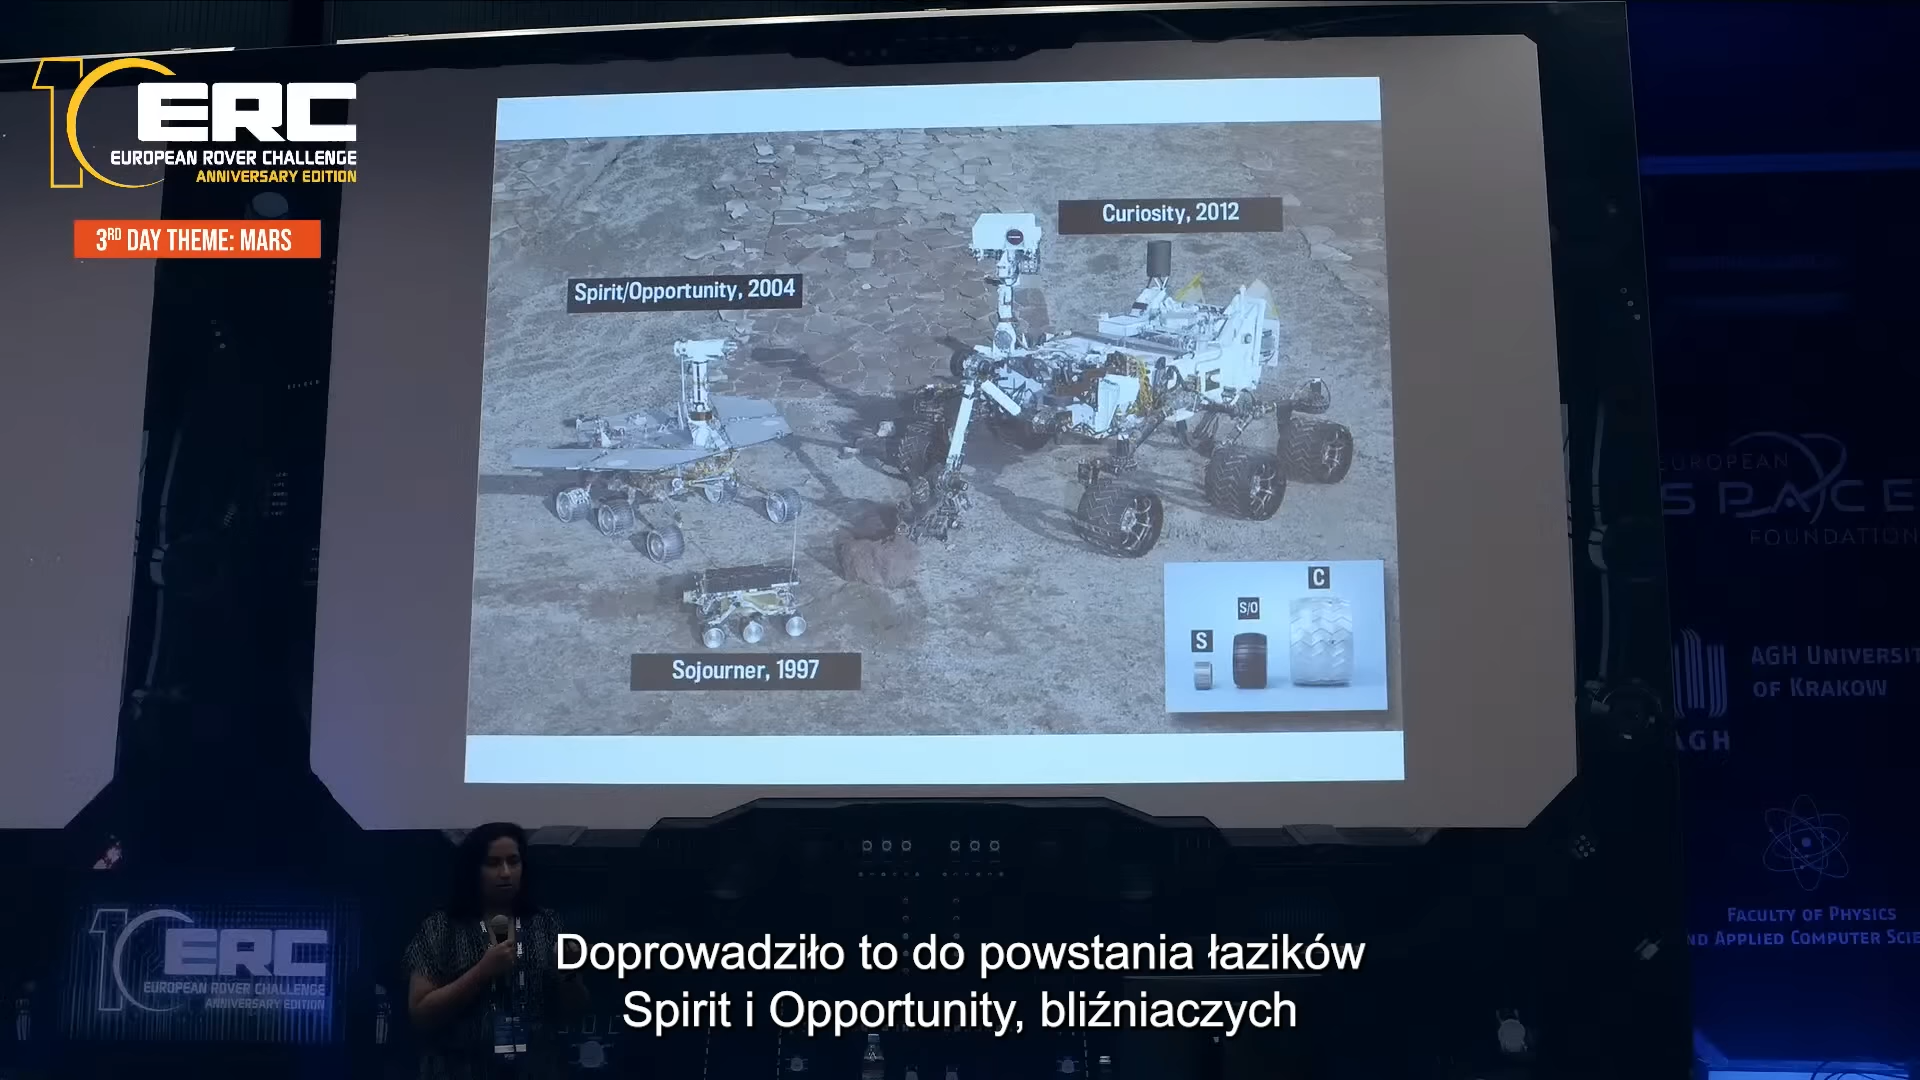 10 ERC
EUROPEAN ROVER CHALLENGE
ANNIVERSARY EDITION
3RD DAY THEME: MARS
Curiosity, 2012
Spirit/Opportunity, 2004
Sojourner, 1997
C
S/O
S
EUROPEAN
SPACE
FOUNDATION
AGH UNIVERSIT
OF KRAKOW
AGH
FACULTY OF PHYSICS
ND APPLIED COMPUTER SCIE
10 ERC
EUROPEAN ROVER CHALLENGE
ANNIVERSARY EDITION
Doprowadziło to do powstania łazików
Spirit i Opportunity, bliźniaczych